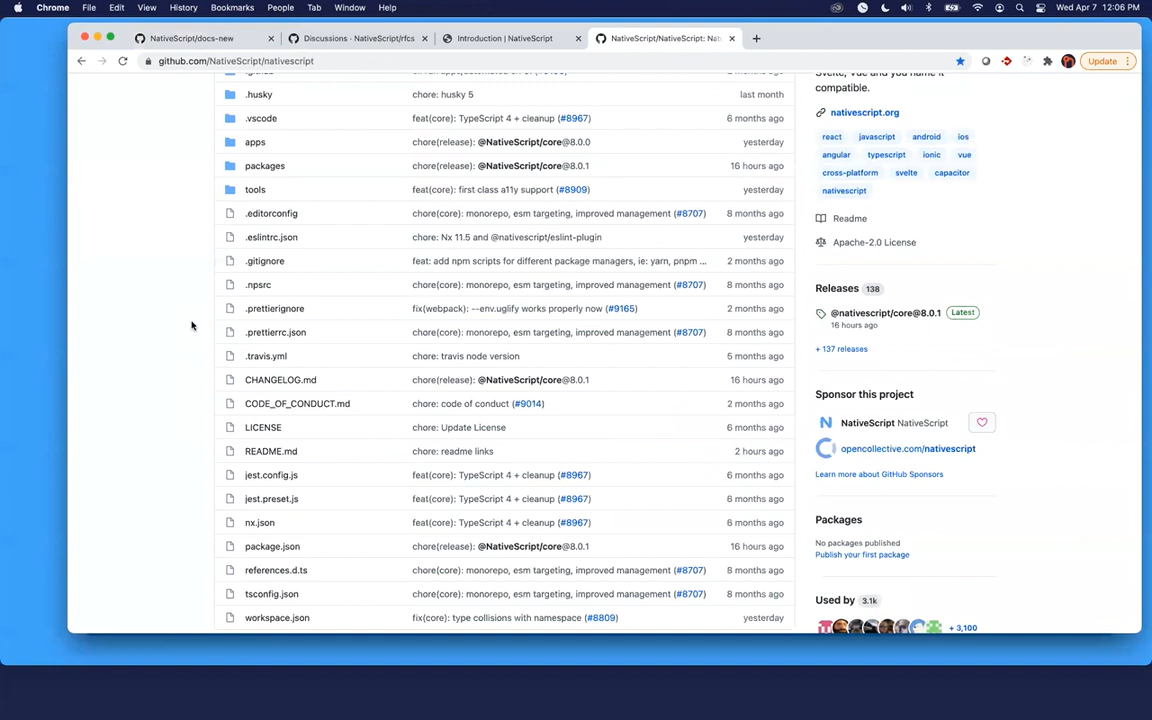 Chrome File Edit View History Bookmarks People Tab Window Help Wed Apr 7 12:06 PM
NativeScript/docs-new Discussions · NativeScript/rfcs Introduction | NativeScript NativeScript/NativeScript: Nat
github.com/NativeScript/nativescript Update
.husky chore: husky 5 last month
.vscode feat(core): TypeScript 4 + cleanup (#8967) 6 months ago
apps chore(release): @NativeScript/core@8.0.0 yesterday
packages chore(release): @NativeScript/core@8.0.1 16 hours ago
tools feat(core): first class a11y support (#8909) yesterday
.editorconfig chore(core): monorepo, esm targeting, improved management (#8707) 8 months ago
.eslintrc.json chore: Nx 11.5 and @nativescript/eslint-plugin yesterday
.gitignore feat: add npm scripts for different package managers, ie: yarn, pnpm ... 2 months ago
.npsrc chore(core): monorepo, esm targeting, improved management (#8707) 8 months ago
.prettierignore fix(webpack): --env.uglify works properly now (#9165) 2 months ago
.prettierrc.json chore(core): monorepo, esm targeting, improved management (#8707) 8 months ago
.travis.yml chore: travis node version 5 months ago
CHANGELOG.md chore(release): @NativeScript/core@8.0.1 16 hours ago
CODE_OF_CONDUCT.md chore: code of conduct (#9014) 2 months ago
LICENSE chore: Update License 6 months ago
README.md chore: readme links 2 hours ago
jest.config.js feat(core): TypeScript 4 + cleanup (#8967) 6 months ago
jest.preset.js feat(core): TypeScript 4 + cleanup (#8967) 6 months ago
nx.json feat(core): TypeScript 4 + cleanup (#8967) 6 months ago
package.json chore(release): @NativeScript/core@8.0.1 16 hours ago
references.d.ts chore(core): monorepo, esm targeting, improved management (#8707) 8 months ago
tsconfig.json chore(core): monorepo, esm targeting, improved management (#8707) 8 months ago
workspace.json fix(core): type collisions with namespace (#8809) yesterday
Svelte, Vue and you name it
compatible.
nativescript.org
react javascript android ios
angular typescript ionic vue
cross-platform svelte capacitor
nativescript
Readme
Apache-2.0 License
Releases 138
@nativescript/core@8.0.1 Latest
16 hours ago
+ 137 releases
Sponsor this project
NativeScript NativeScript
opencollective.com/nativescript
Learn more about GitHub Sponsors
Packages
No packages published
Publish your first package
Used by 3.1k
+ 3,100